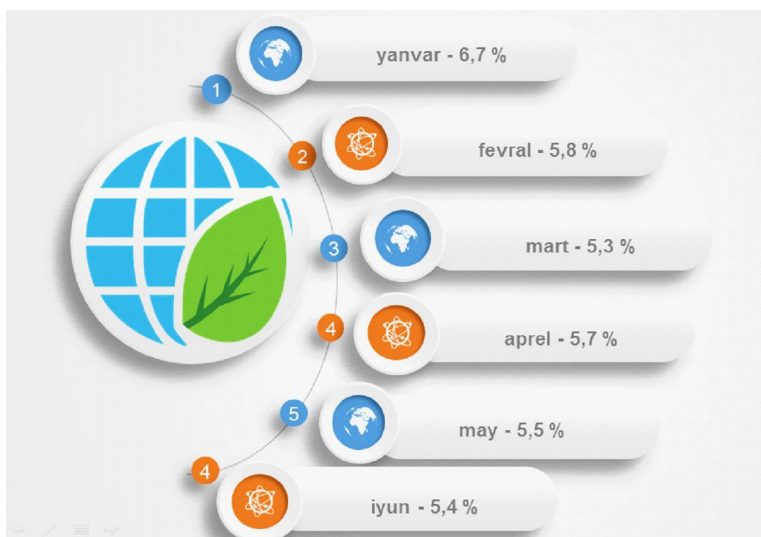 1
yanvar - 6,7 %
2
fevral - 5,8 %
3
mart - 5,3 %
4
aprel - 5,7 %
5
may - 5,5 %
4
iyun - 5,4 %